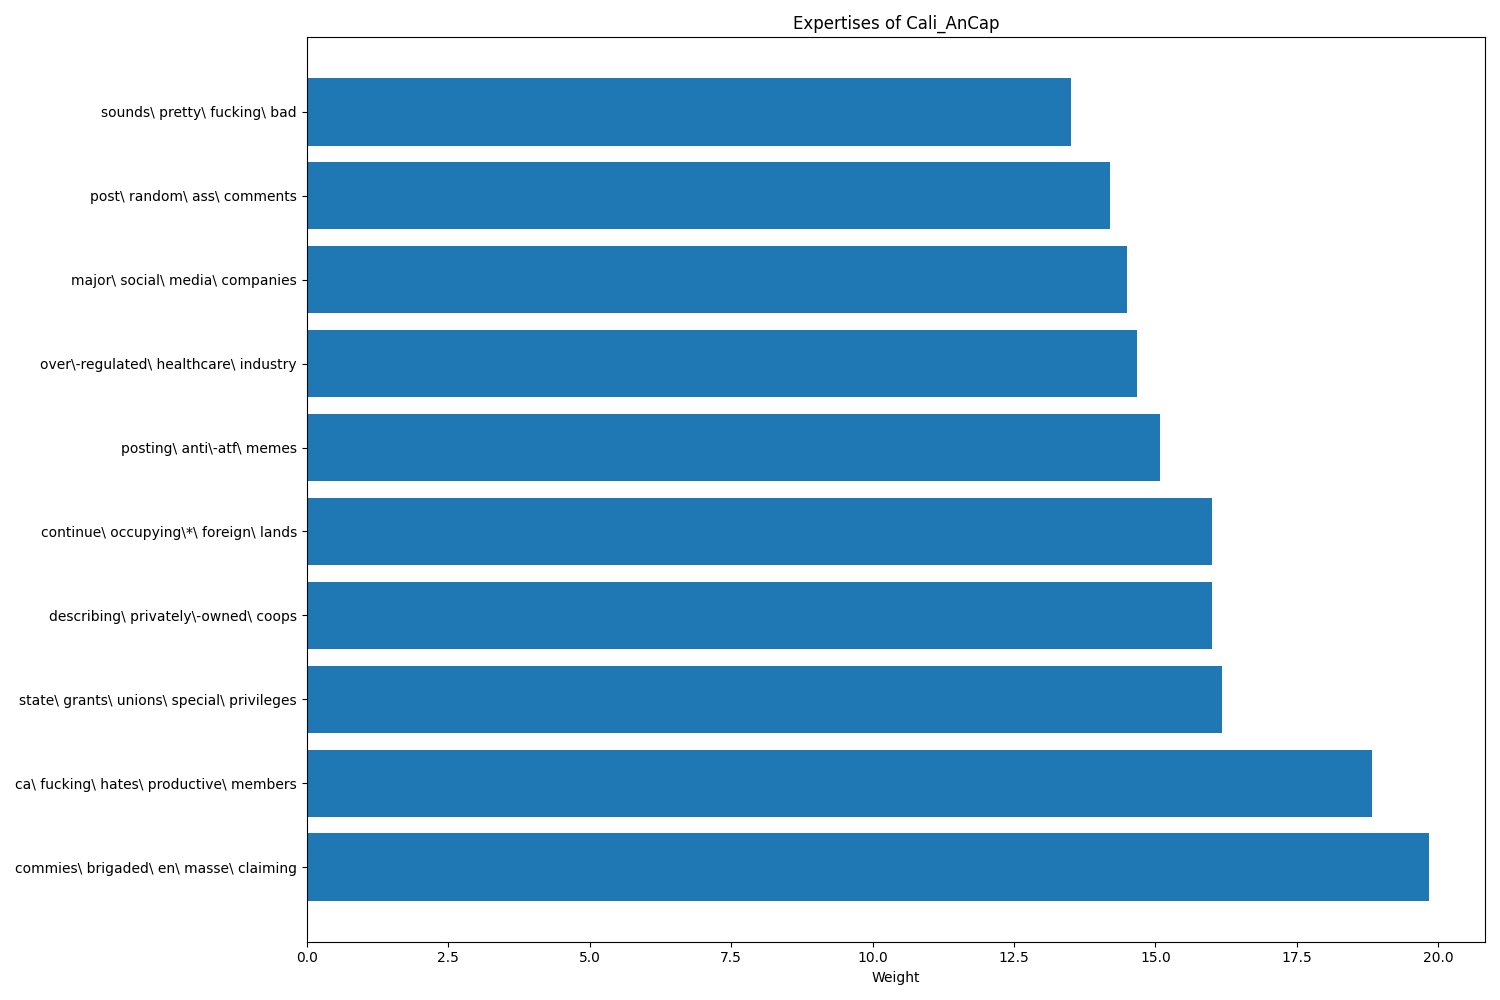 Expertises of Cali_AnCap
sounds\ pretty\ fucking\ bad
post\ random\ ass\ comments
major\ social\ media\ companies
over\-regulated\ healthcare\ industry
posting\ anti\-atf\ memes
continue\ occupying\*\ foreign\ lands
describing\ privately\-owned\ coops
state\ grants\ unions\ special\ privileges
ca\ fucking\ hates\ productive\ members
commies\ brigaded\ en\ masse\ claiming
0.0 2.5 5.0 7.5 10.0 12.5 15.0 17.5 20.0
Weight